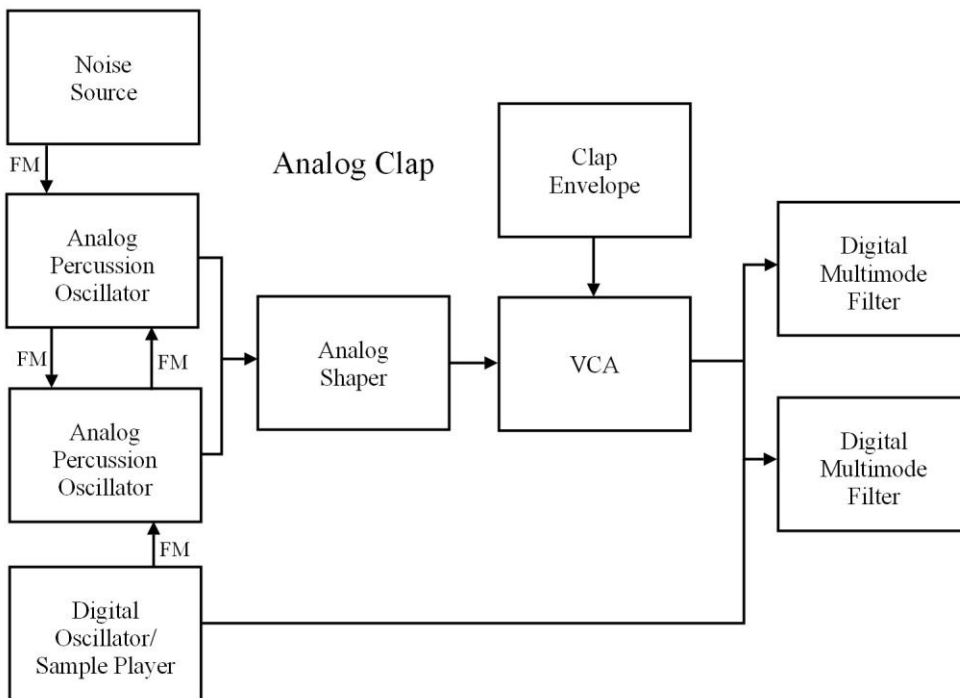 Noise
Source
FM
Analog Clap
Clap
Envelope
Analog
Percussion
Oscillator
Digital
Multimode
Filter
FM
FM
Analog
Shaper
VCA
Analog
Percussion
Oscillator
Digital
Multimode
Filter
FM
Digital
Oscillator/
Sample Player